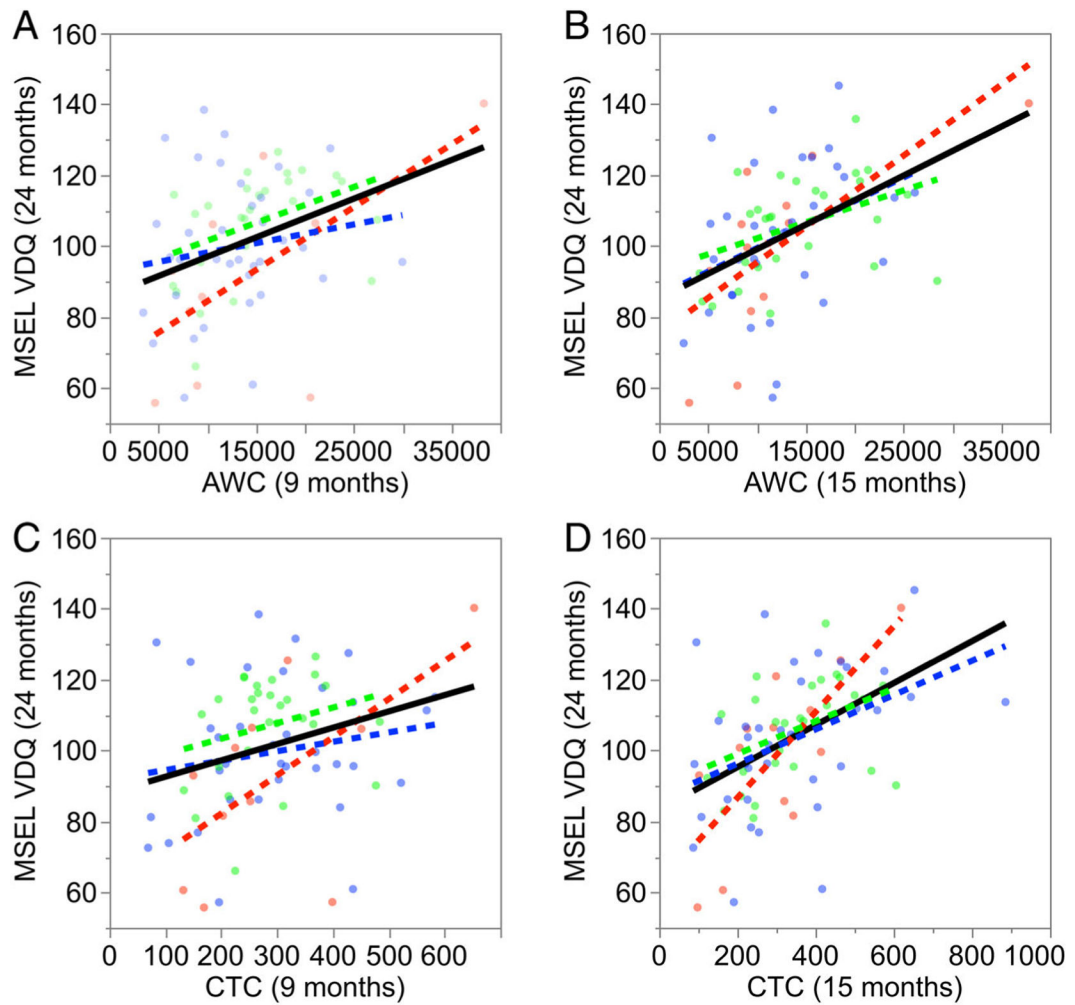 A
B
160
140
120
100
80
60
MSEL VDQ (24 months)
0 5000 15000 25000 35000
AWC (9 months)
160
140
120
100
80
60
MSEL VDQ (24 months)
0 5000 15000 25000 35000
AWC (15 months)
C
D
160
140
120
100
80
60
MSEL VDQ (24 months)
0 100 200 300 400 500 600
CTC (9 months)
160
140
120
100
80
60
MSEL VDQ (24 months)
0 200 400 600 800 1000
CTC (15 months)